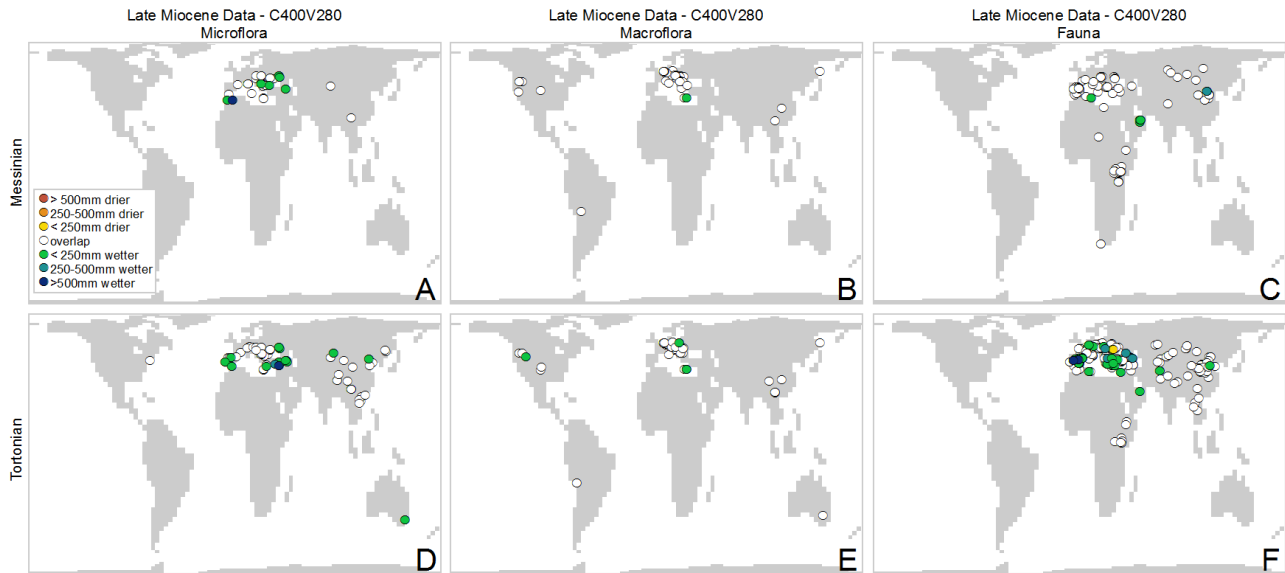 Late Miocene Data - C400V280
Microflora
Late Miocene Data - C400V280
Macroflora
Late Miocene Data - C400V280
Fauna
Messinian
> 500mm drier
250-500mm drier
< 250mm drier
overlap
< 250mm wetter
250-500mm wetter
>500mm wetter
A
B
C
Tortonian
D
E
F